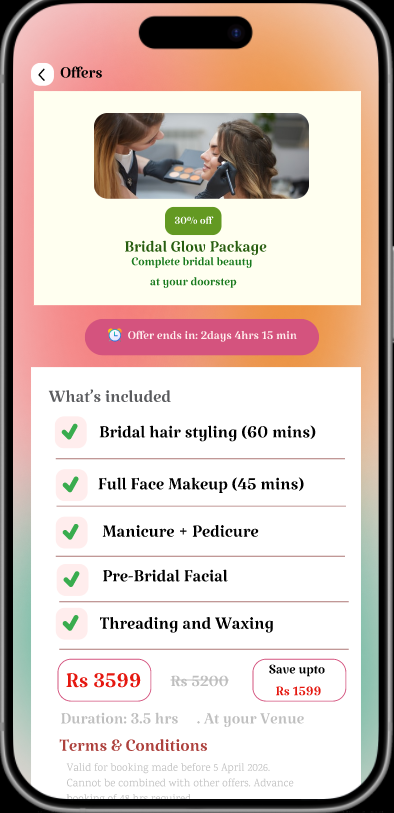 Offers
30% off
Bridal Glow Package
Complete bridal beauty
at your doorstep
⏰ Offer ends in: 2days 4hrs 15 min
What's included
Bridal hair styling (60 mins)
Full Face Makeup (45 mins)
Manicure + Pedicure
Pre-Bridal Facial
Threading and Waxing
Rs 3599 Rs 5200 Save upto
Rs 1599
Duration: 3.5 hrs . At your Venue
Terms & Conditions
Valid for booking made before 5 April 2026.
Cannot be combined with other offers. Advance
booking of 48 hrs required